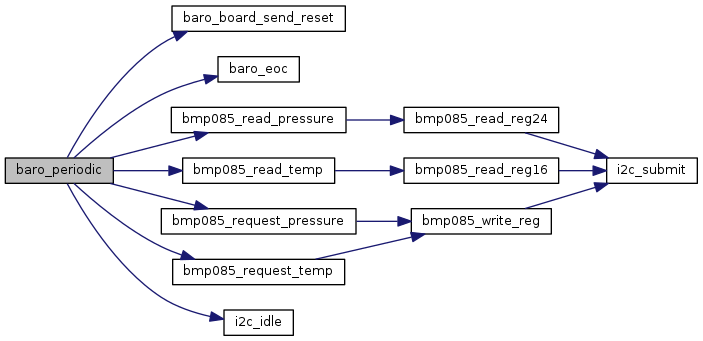 baro_board_send_reset
baro_eoc
bmp085_read_pressure
bmp085_read_reg24
baro_periodic
bmp085_read_temp
bmp085_read_reg16
i2c_submit
bmp085_request_pressure
bmp085_write_reg
bmp085_request_temp
i2c_idle